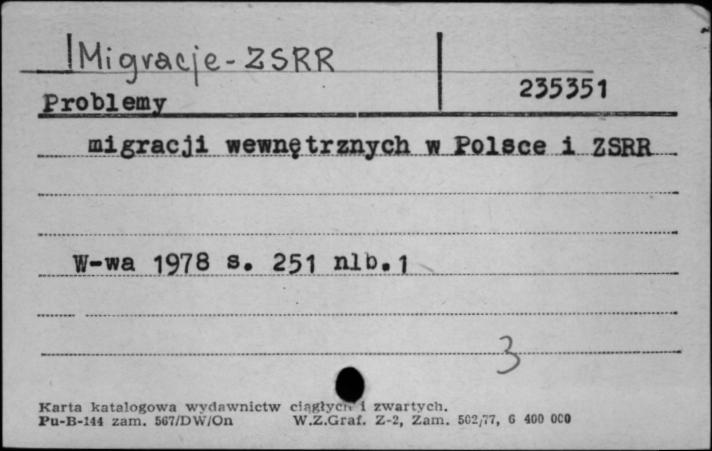 Migracje - ZSRR
235351
Problemy
migracji wewnętrznych w Polsce i ZSRR
W-wa 1978 s. 251 nlb. 1
3
Karta katalogowa wydawnictw ciągłych i zwartych.
Pu-B-144 zam. 567/DW/On W.Z.Graf. Z-2, Zam. 502/77, 6 400 000